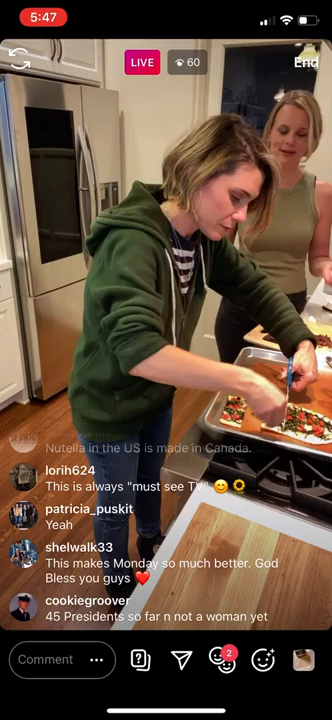 5:47
LIVE
60
End
Nutella in the US is made in Canada.
lorih624
This is always "must see TV" 😊🌻
patricia_puskit
Yeah
shelwalk33
This makes Monday so much better. God
Bless you guys ❤️
cookiegroover
45 Presidents so far n not a woman yet
Comment
2